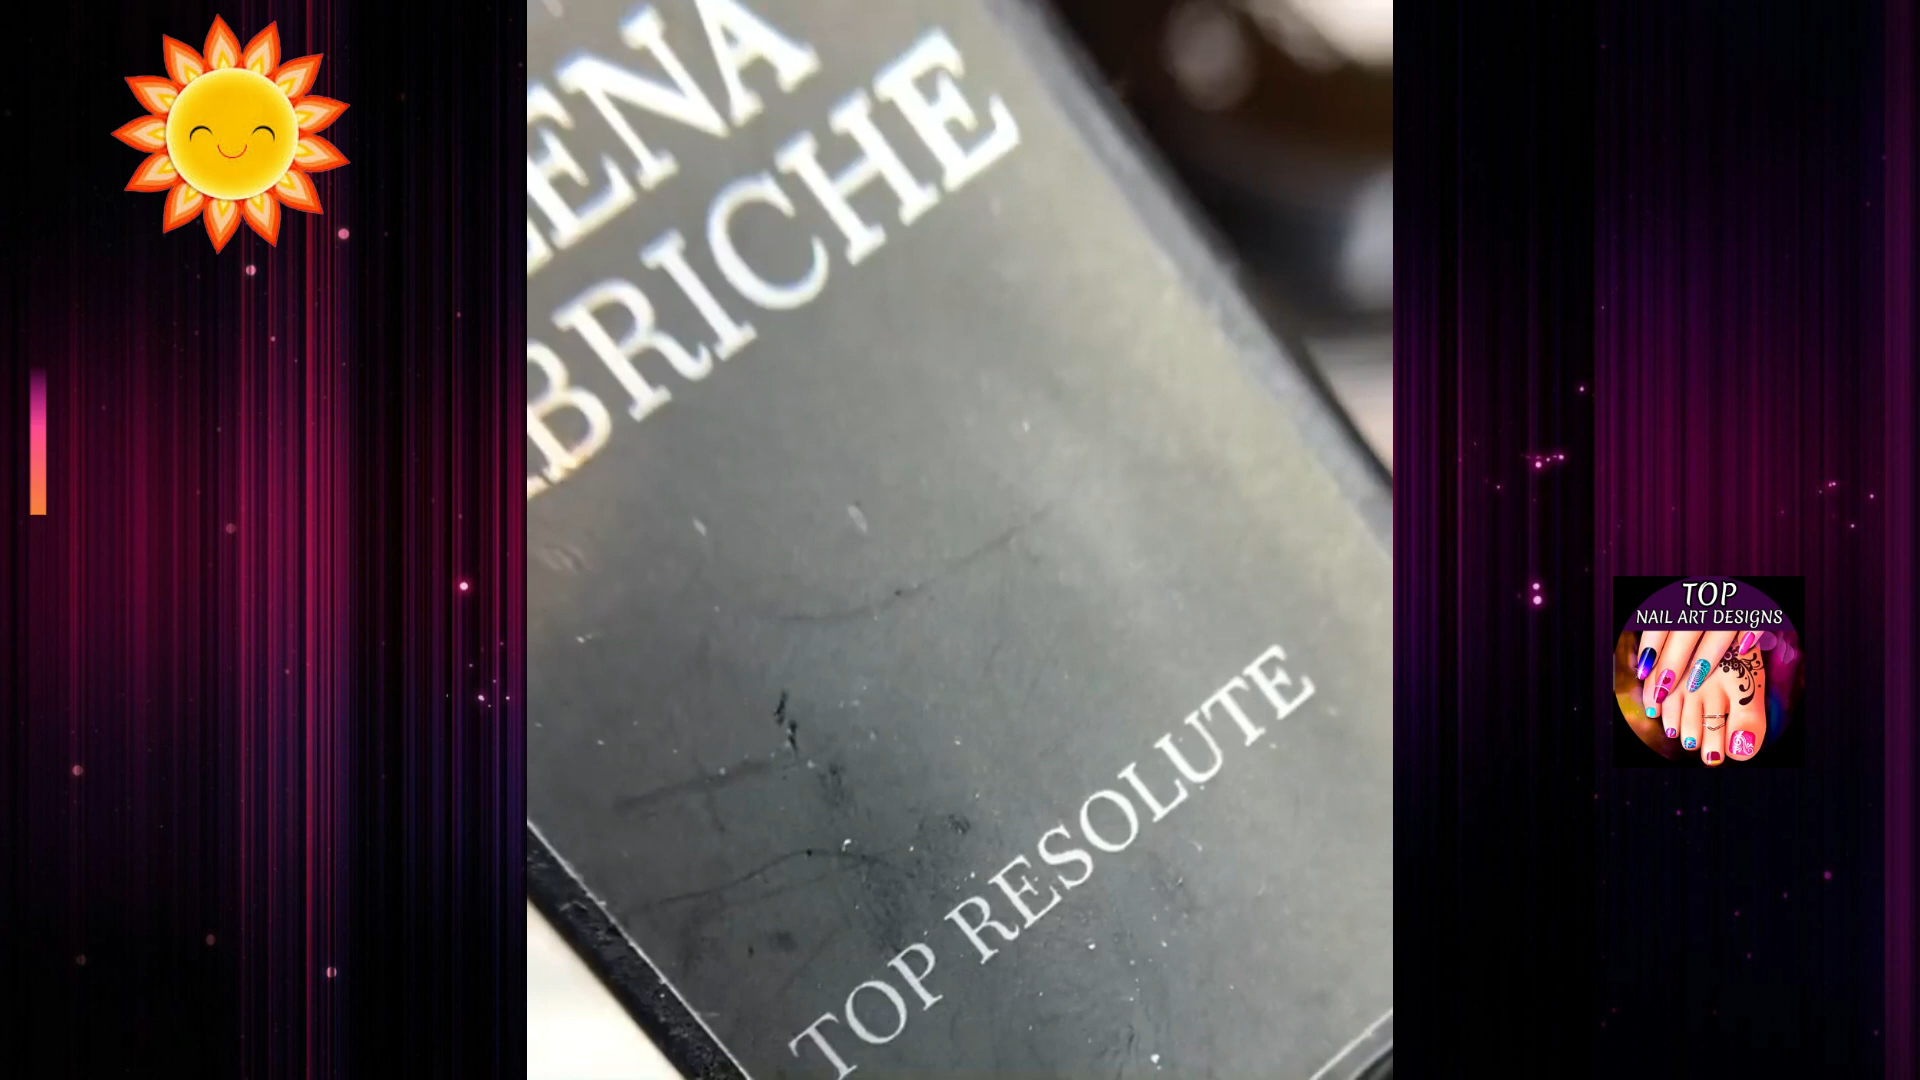 ENA
BRICHE
TOP RESOLUTE
TOP
NAIL ART DESIGNS